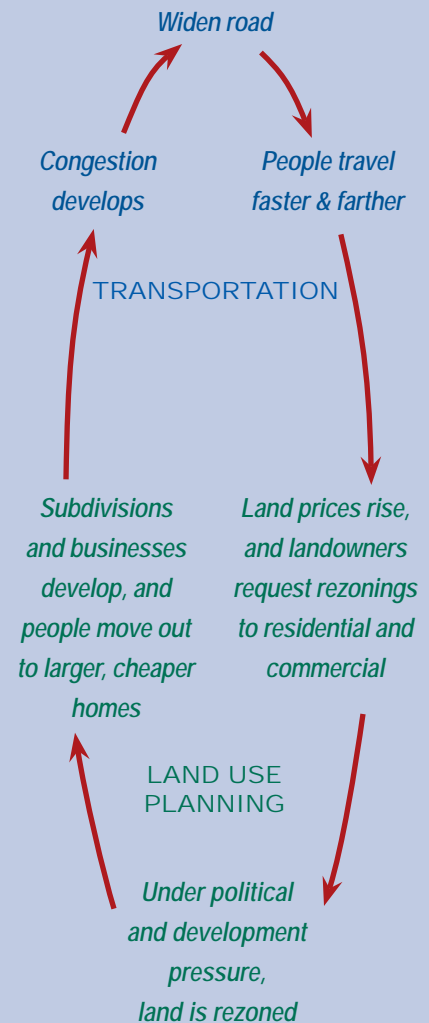 Widen road
Congestion
develops
People travel
faster & farther
TRANSPORTATION
Subdivisions
and businesses
develop, and
people move out
to larger, cheaper
homes
Land prices rise,
and landowners
request rezonings
to residential and
commercial
LAND USE
PLANNING
Under political
and development
pressure,
land is rezoned